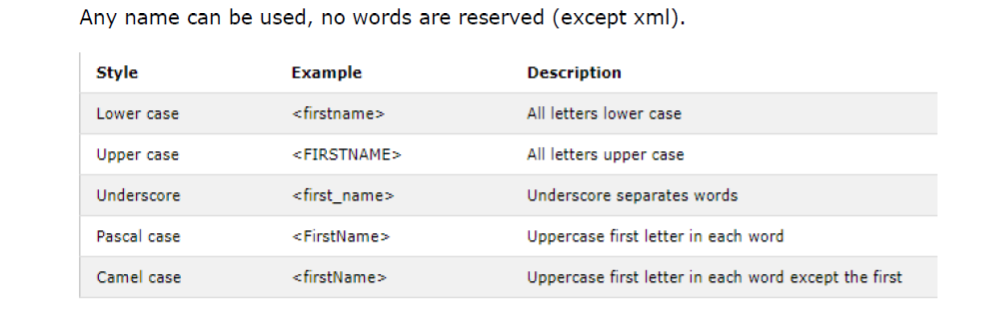 Any name can be used, no words are reserved (except xml).
Style Example Description
Lower case <firstname> All letters lower case
Upper case <FIRSTNAME> All letters upper case
Underscore <first_name> Underscore separates words
Pascal case <FirstName> Uppercase first letter in each word
Camel case <firstName> Uppercase first letter in each word except the first